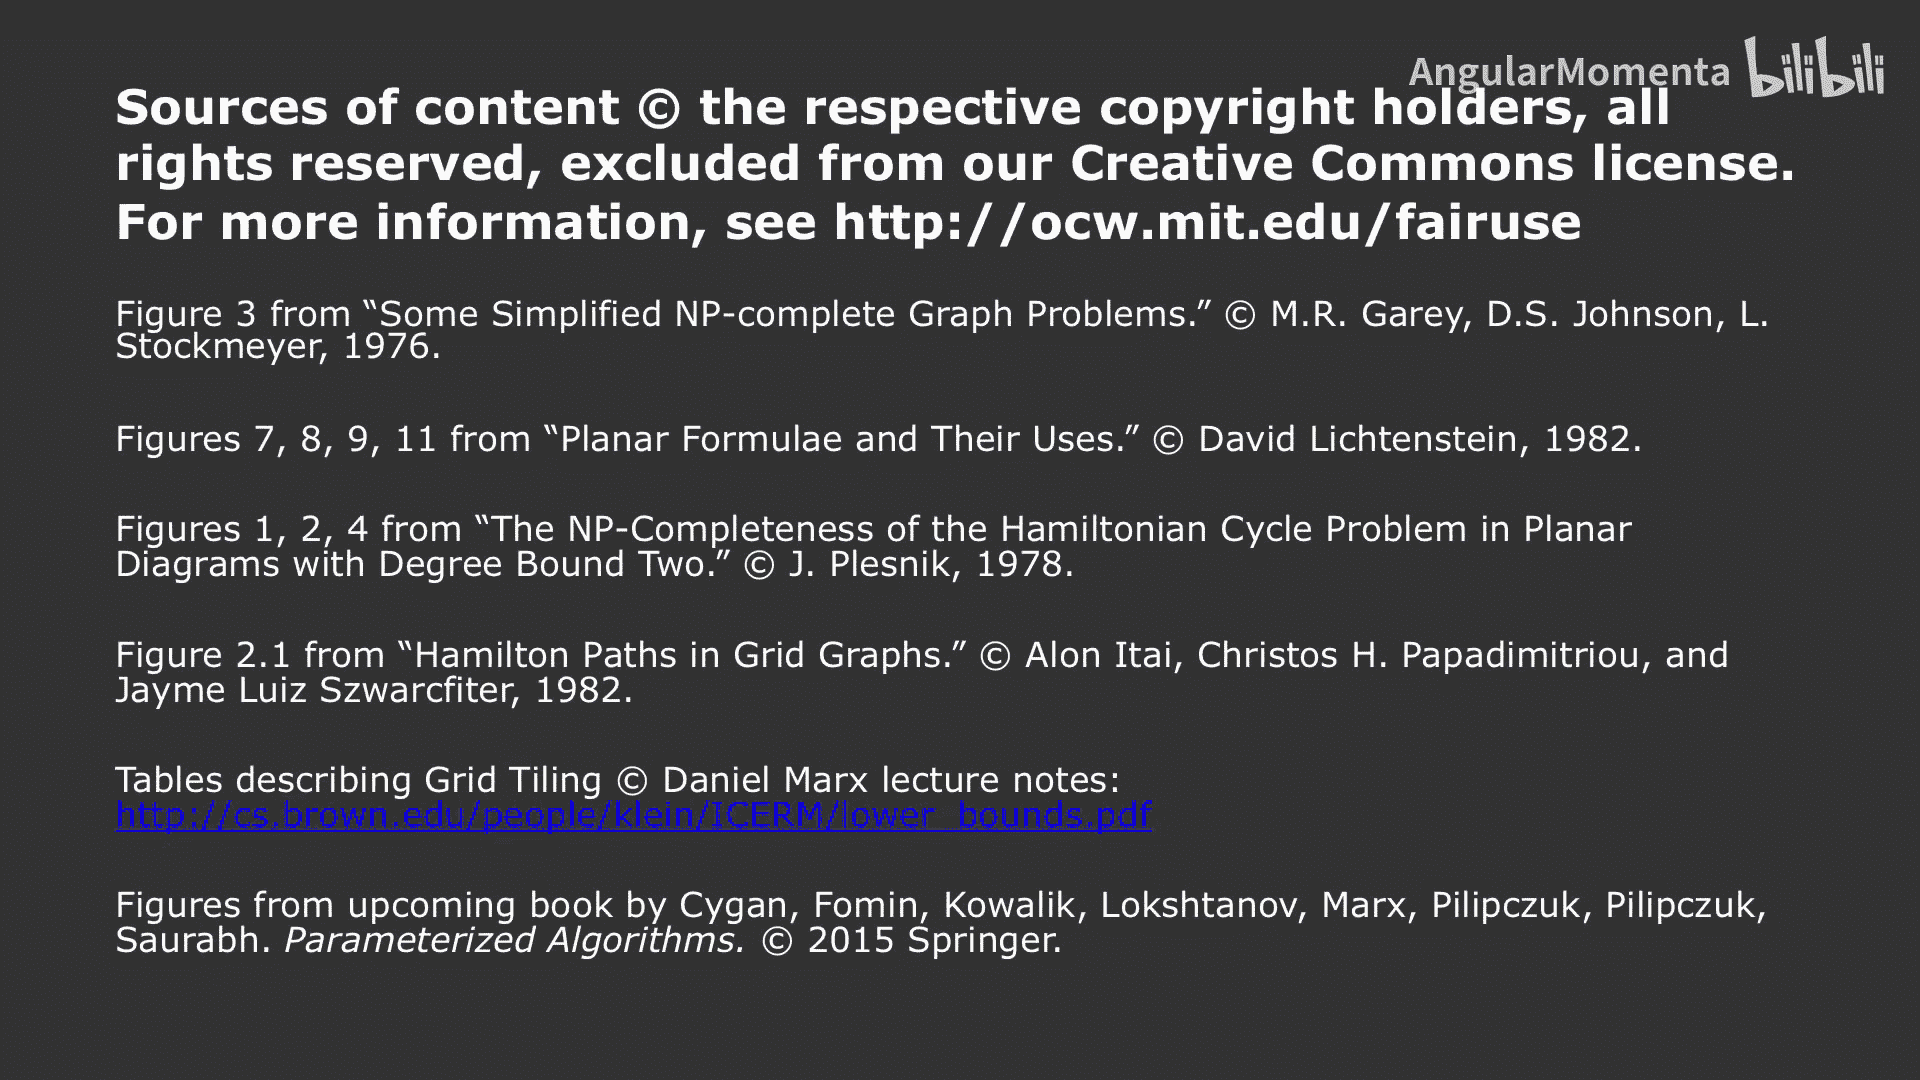 AngularMomenta bilibili
Sources of content © the respective copyright holders, all
rights reserved, excluded from our Creative Commons license.
For more information, see http://ocw.mit.edu/fairuse
Figure 3 from “Some Simplified NP-complete Graph Problems.” © M.R. Garey, D.S. Johnson, L.
Stockmeyer, 1976.
Figures 7, 8, 9, 11 from “Planar Formulae and Their Uses.” © David Lichtenstein, 1982.
Figures 1, 2, 4 from “The NP-Completeness of the Hamiltonian Cycle Problem in Planar
Diagrams with Degree Bound Two.” © J. Plesnik, 1978.
Figure 2.1 from “Hamilton Paths in Grid Graphs.” © Alon Itai, Christos H. Papadimitriou, and
Jayme Luiz Szwarcfiter, 1982.
Tables describing Grid Tiling © Daniel Marx lecture notes:
http://cs.brown.edu/people/klein/ICERM/lower_bounds.pdf
Figures from upcoming book by Cygan, Fomin, Kowalik, Lokshtanov, Marx, Pilipczuk, Pilipczuk,
Saurabh. Parameterized Algorithms. © 2015 Springer.